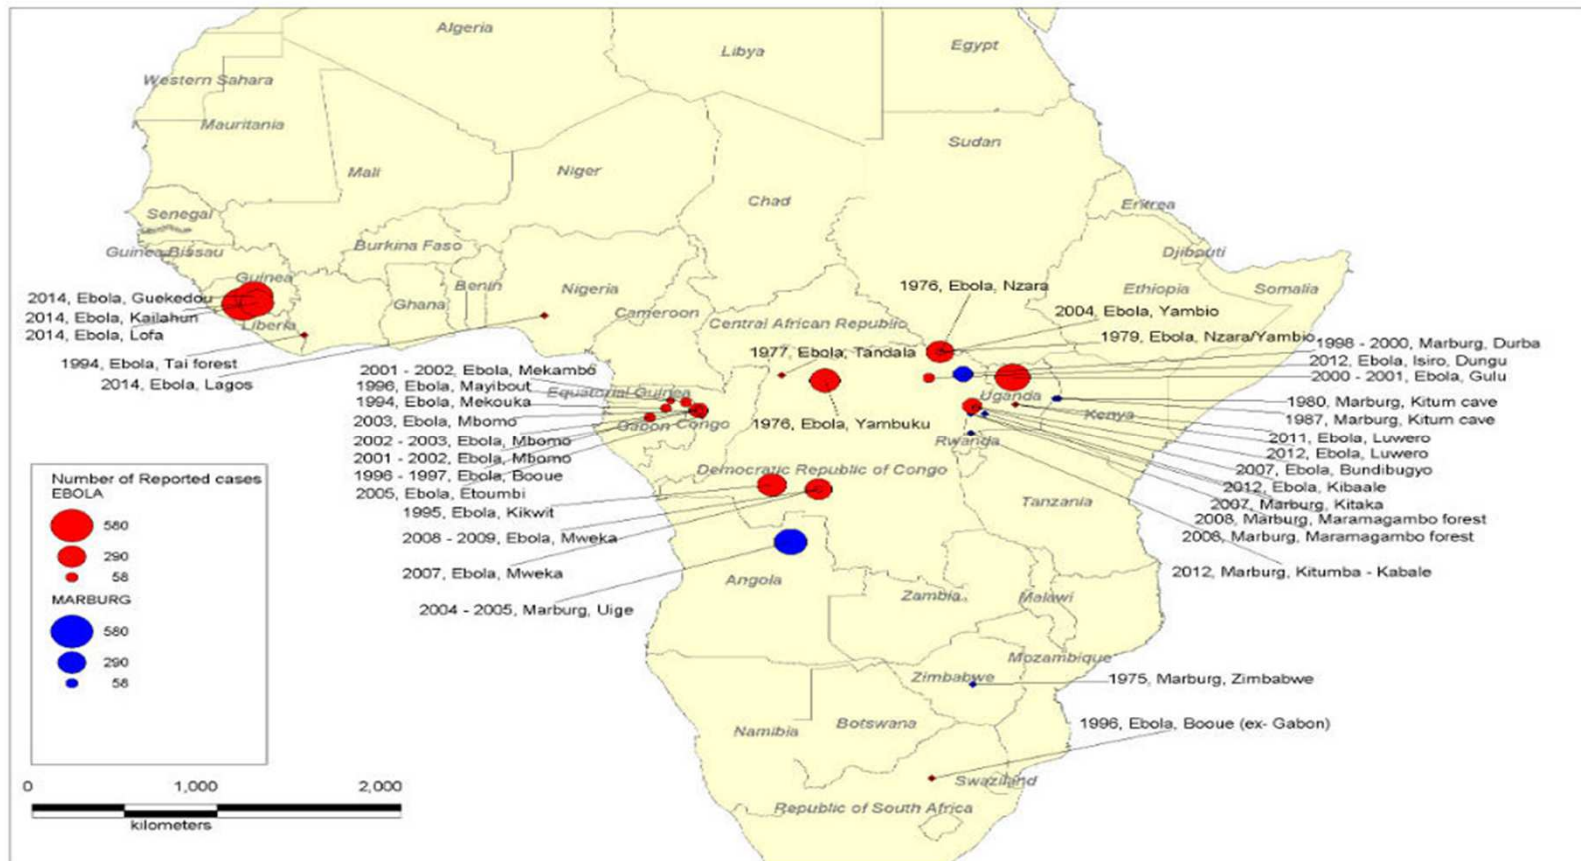 Algeria
Libya
Egypt
Western Sahara
Mauritania
Mali
Niger
Chad
Sudan
Eritrea
Senegal
Guinea Bissau
Burkina Faso
Djibouti
Guinea
Ghana
Benin
Nigeria
Cameroon
Central African Republic
Ethiopia
Somalia
Liberia
2014, Ebola, Guekedou
2014, Ebola, Kailahun
2014, Ebola, Lofa
1994, Ebola, Tai forest
2014, Ebola, Lagos
1976, Ebola, Nzara
2004, Ebola, Yambio
1979, Ebola, Nzara/Yambio
1977, Ebola, Tandala
1976, Ebola, Yambuku
1998 - 2000, Marburg, Durba
2012, Ebola, Isiro, Dungu
2000 - 2001, Ebola, Gulu
1980, Marburg, Kitum cave
1987, Marburg, Kitum cave
2011, Ebola, Luwero
2012, Ebola, Luwero
2007, Ebola, Bundibugyo
2012, Ebola, Kibaale
2007, Marburg, Kitaka
2008, Marburg, Maramagambo forest
2008, Marburg, Maramagambo forest
2012, Marburg, Kitumba - Kabale
2001 - 2002, Ebola, Mekambo
1996, Ebola, Mayibout
1994, Ebola, Mekouka
2003, Ebola, Mbomo
2002 - 2003, Ebola, Mbomo
2001 - 2002, Ebola, Mbomo
1996 - 1997, Ebola, Booue
2005, Ebola, Etoumbi
1995, Ebola, Kikwit
2008 - 2009, Ebola, Mweka
2007, Ebola, Mweka
2004 - 2005, Marburg, Uige
Equatorial Guinea
Gabon
Congo
Uganda
Kenya
Rwanda
Democratic Republic of Congo
Tanzania
Angola
Zambia
Malawi
Mozambique
Zimbabwe
1975, Marburg, Zimbabwe
1996, Ebola, Booue (ex- Gabon)
Namibia
Botswana
Swaziland
Republic of South Africa
Number of Reported cases
EBOLA
580
290
58
MARBURG
580
290
58
0 1,000 2,000
kilometers